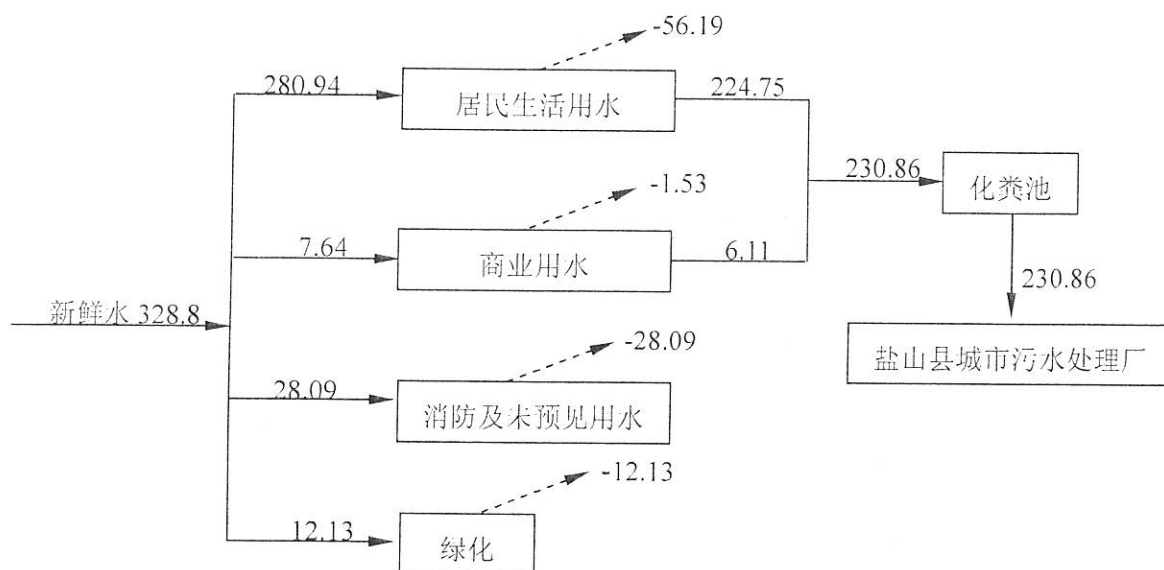 -56.19
280.94
居民生活用水
224.75
230.86
化粪池
-1.53
7.64
商业用水
6.11
230.86
新鲜水 328.8
盐山县城市污水处理厂
-28.09
28.09
消防及未预见用水
-12.13
12.13
绿化